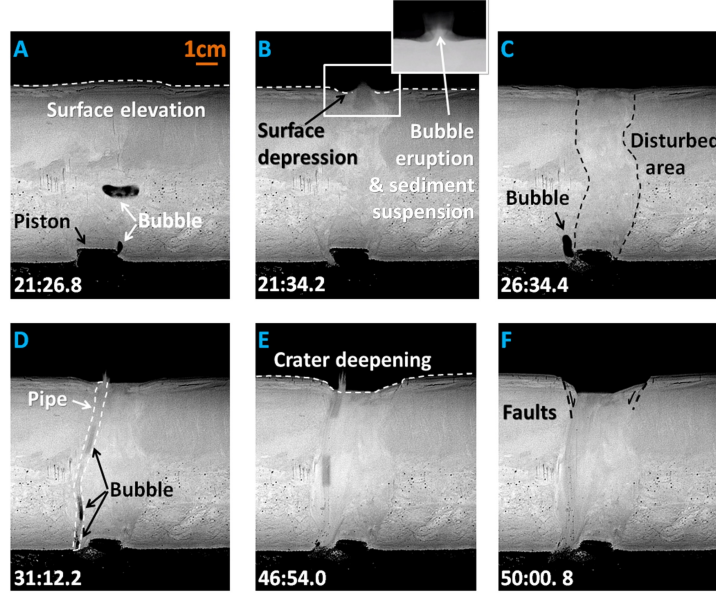 A
1cm
Surface elevation
Piston
Bubble
21:26.8
B
Surface
depression
Bubble
eruption
& sediment
suspension
21:34.2
C
Disturbed
area
Bubble
26:34.4
D
Pipe
Bubble
31:12.2
E
Crater deepening
46:54.0
F
Faults
50:00. 8